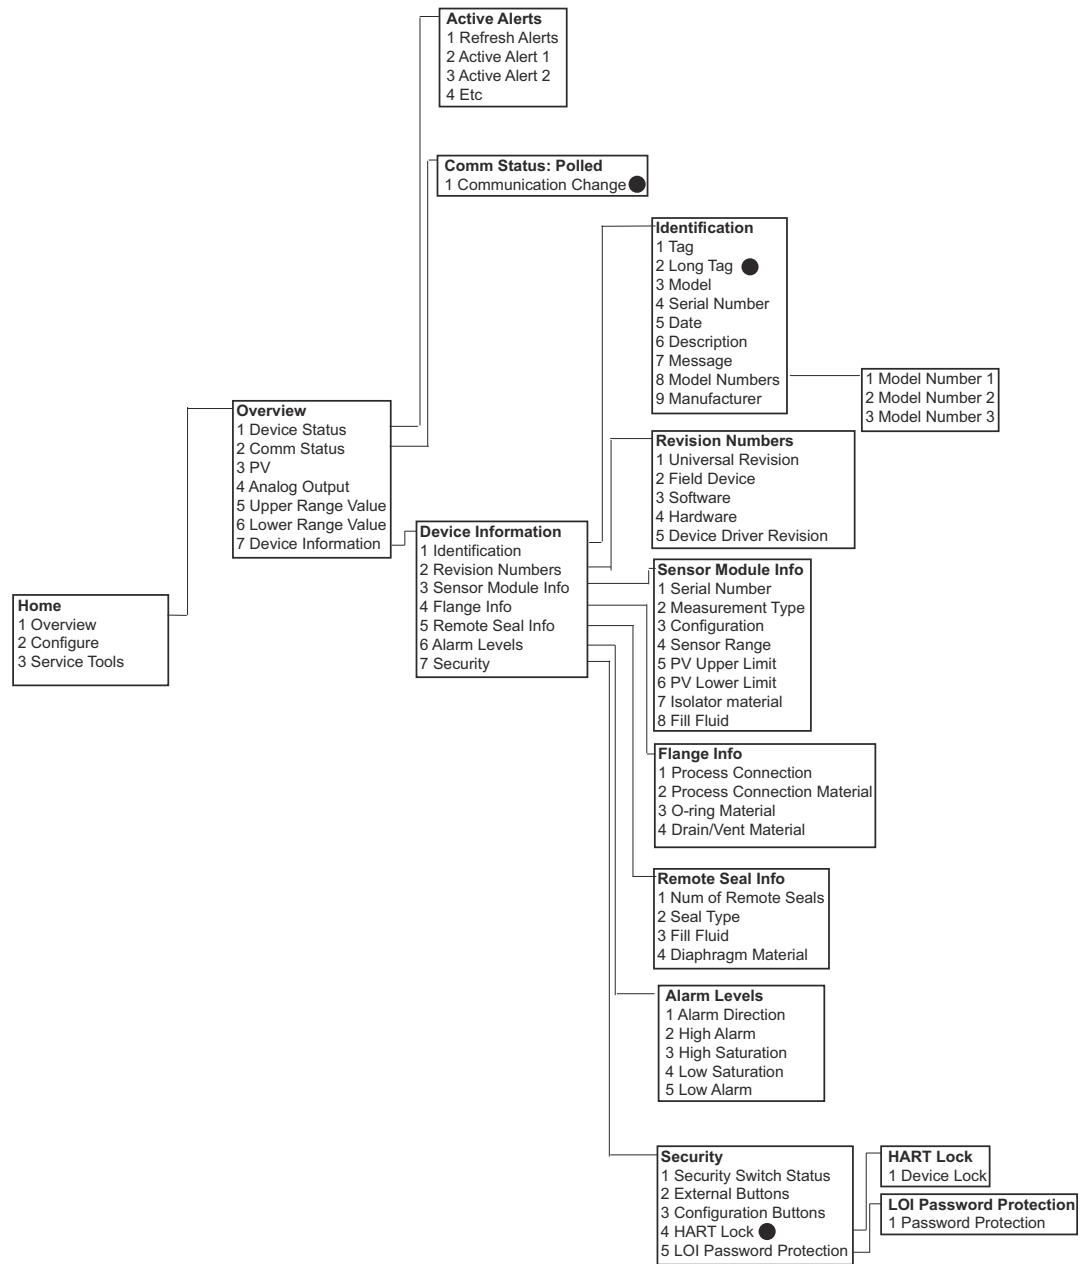 Active Alerts
1 Refresh Alerts
2 Active Alert 1
3 Active Alert 2
4 Etc
Comm Status: Polled
1 Communication Change
Identification
1 Tag
2 Long Tag
3 Model
4 Serial Number
5 Date
6 Description
7 Message
8 Model Numbers
9 Manufacturer
1 Model Number 1
2 Model Number 2
3 Model Number 3
Overview
1 Device Status
2 Comm Status
3 PV
4 Analog Output
5 Upper Range Value
6 Lower Range Value
7 Device Information
Revision Numbers
1 Universal Revision
2 Field Device
3 Software
4 Hardware
5 Device Driver Revision
Device Information
1 Identification
2 Revision Numbers
3 Sensor Module Info
4 Flange Info
5 Remote Seal Info
6 Alarm Levels
7 Security
Home
1 Overview
2 Configure
3 Service Tools
Sensor Module Info
1 Serial Number
2 Measurement Type
3 Configuration
4 Sensor Range
5 PV Upper Limit
6 PV Lower Limit
7 Isolator material
8 Fill Fluid
Flange Info
1 Process Connection
2 Process Connection Material
3 O-ring Material
4 Drain/Vent Material
Remote Seal Info
1 Num of Remote Seals
2 Seal Type
3 Fill Fluid
4 Diaphragm Material
Alarm Levels
1 Alarm Direction
2 High Alarm
3 High Saturation
4 Low Saturation
5 Low Alarm
Security
1 Security Switch Status
2 External Buttons
3 Configuration Buttons
4 HART Lock
5 LOI Password Protection
HART Lock
1 Device Lock
LOI Password Protection
1 Password Protection